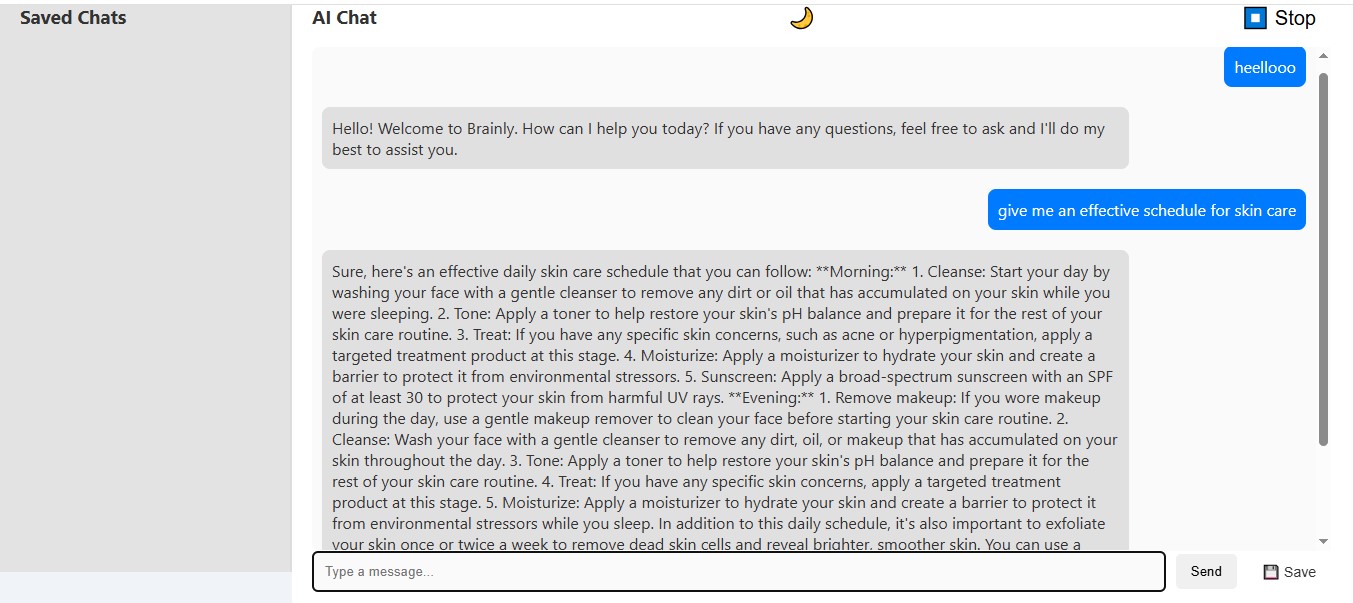 Saved Chats
AI Chat
Stop
heellooo
Hello! Welcome to Brainly. How can I help you today? If you have any questions, feel free to ask and I'll do my
best to assist you.
give me an effective schedule for skin care
Sure, here's an effective daily skin care schedule that you can follow: **Morning:** 1. Cleanse: Start your day by
washing your face with a gentle cleanser to remove any dirt or oil that has accumulated on your skin while you
were sleeping. 2. Tone: Apply a toner to help restore your skin's pH balance and prepare it for the rest of your
skin care routine. 3. Treat: If you have any specific skin concerns, such as acne or hyperpigmentation, apply a
targeted treatment product at this stage. 4. Moisturize: Apply a moisturizer to hydrate your skin and create a
barrier to protect it from environmental stressors. 5. Sunscreen: Apply a broad-spectrum sunscreen with an SPF
of at least 30 to protect your skin from harmful UV rays. **Evening:** 1. Remove makeup: If you wore makeup
during the day, use a gentle makeup remover to clean your face before starting your skin care routine. 2.
Cleanse: Wash your face with a gentle cleanser to remove any dirt, oil, or makeup that has accumulated on your
skin throughout the day. 3. Tone: Apply a toner to help restore your skin's pH balance and prepare it for the
rest of your skin care routine. 4. Treat: If you have any specific skin concerns, apply a targeted treatment
product at this stage. 5. Moisturize: Apply a moisturizer to hydrate your skin and create a barrier to protect it
from environmental stressors while you sleep. In addition to this daily schedule, it's also important to exfoliate
your skin once or twice a week to remove dead skin cells and reveal brighter, smoother skin. You can use a
Type a message...
Send
Save